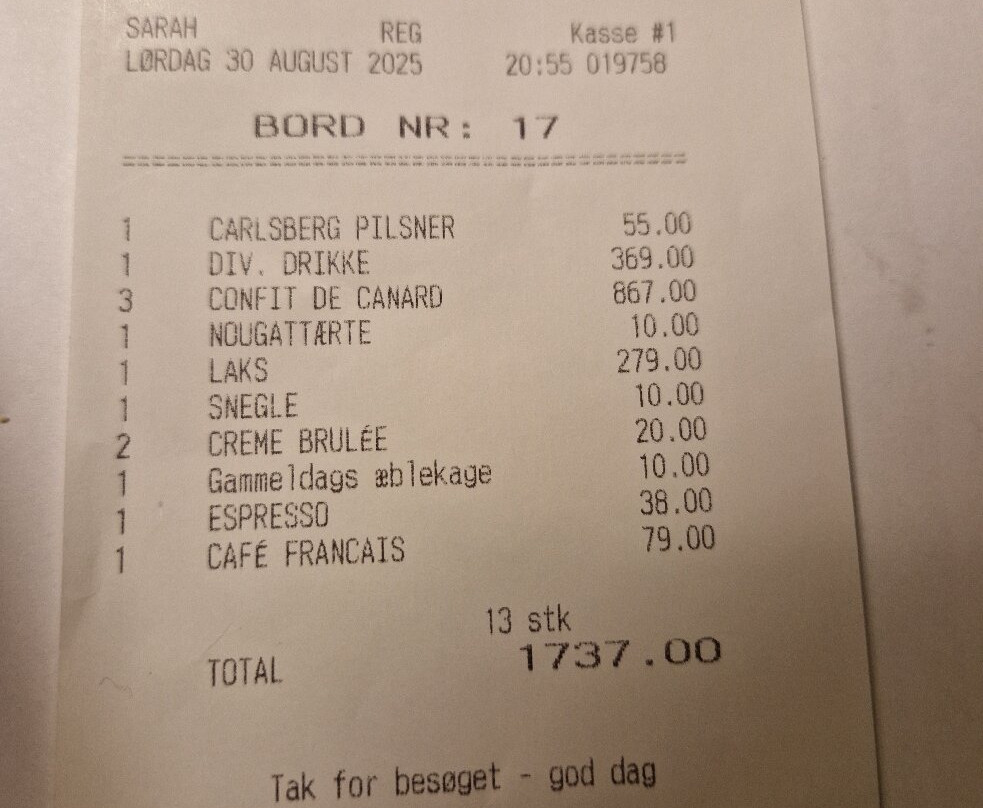 SARAH REG Kasse #1
LØRDAG 30 AUGUST 2025 20:55 019758
BORD NR: 17
======================================
1 CARLSBERG PILSNER 55.00
1 DIV. DRIKKE 369.00
3 CONFIT DE CANARD 867.00
1 NOUGATTÆRTE 10.00
1 LAKS 279.00
1 SNEGLE 10.00
2 CREME BRULÉE 20.00
1 Gammeldags æblekage 10.00
1 ESPRESSO 38.00
1 CAFÉ FRANCAIS 79.00
13 stk
TOTAL 1737.00
Tak for besøget - god dag